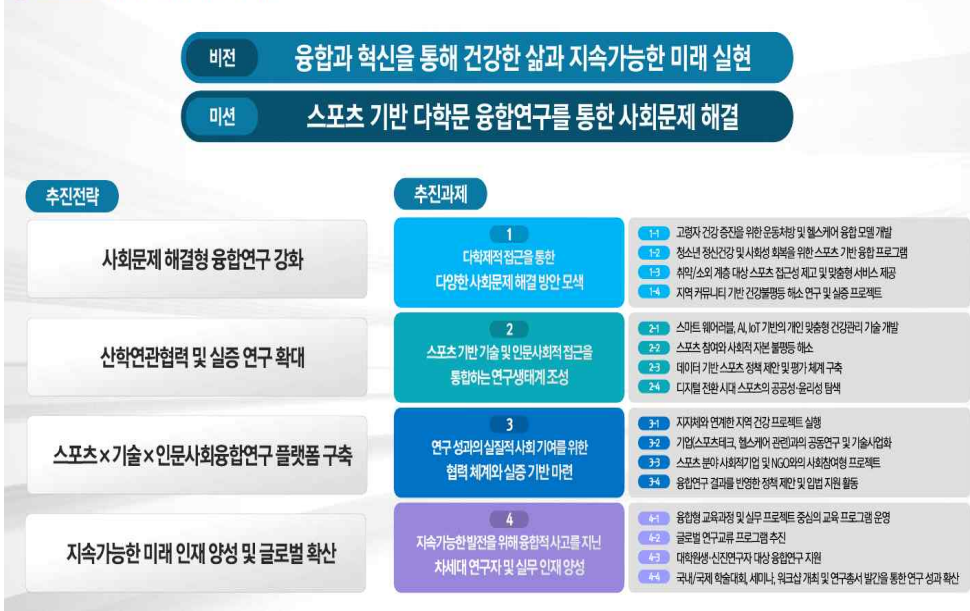 비전 융합과 혁신을 통해 건강한 삶과 지속가능한 미래 실현
미션 스포츠 기반 다학문 융합연구를 통한 사회문제 해결
추진전략
추진과제
사회문제 해결형 융합연구 강화
1
다학제적 접근을 통한
다양한 사회문제 해결 방안 모색
1-1 고령자 건강 증진을 위한 운동처방 및 헬스케어 융합 모델 개발
1-2 청소년 정신건강 및 사회성 회복을 위한 스포츠 기반 융합 프로그램
1-3 취약/소외 계층 대상 스포츠 접근성 제고 및 맞춤형 서비스 제공
1-4 지역 커뮤니티 기반 건강불평등 해소 연구 및 실증 프로젝트
산학연관협력 및 실증 연구 확대
2
스포츠 기반 기술 및 인문사회적 접근을
통합하는 연구생태계 조성
2-1 스마트 웨어러블, AI, IoT 기반의 개인 맞춤형 건강관리 기술 개발
2-2 스포츠 참여와 사회적 자본 불평등 해소
2-3 데이터 기반 스포츠 정책 제안 및 평가 체계 구축
2-4 디지털 전환 시대 스포츠의 공공성·윤리성 탐색
스포츠×기술×인문사회융합연구 플랫폼 구축
3
연구 성과의 실질적 사회 기여를 위한
협력 체계와 실증 기반 마련
3-1 지자체와 연계한 지역 건강 프로젝트 실행
3-2 기업(스포츠테크, 헬스케어 관련)과의 공동연구 및 기술사업화
3-3 스포츠 분야 사회적기업 및 NGO와의 사회참여형 프로젝트
3-4 융합연구 결과를 반영한 정책 제안 및 입법 지원 활동
지속가능한 미래 인재 양성 및 글로벌 확산
4
지속가능한 발전을 위해 융합적 사고를 지닌
차세대 연구자 및 실무 인재 양성
4-1 융합형 교육과정 및 실무 프로젝트 중심의 교육 프로그램 운영
4-2 글로벌 연구교류 프로그램 추진
4-3 대학원생·신진연구자 대상 융합연구 지원
4-4 국내/국제 학술대회, 세미나, 워크샵 개최 및 연구총서 발간을 통한 연구 성과 확산